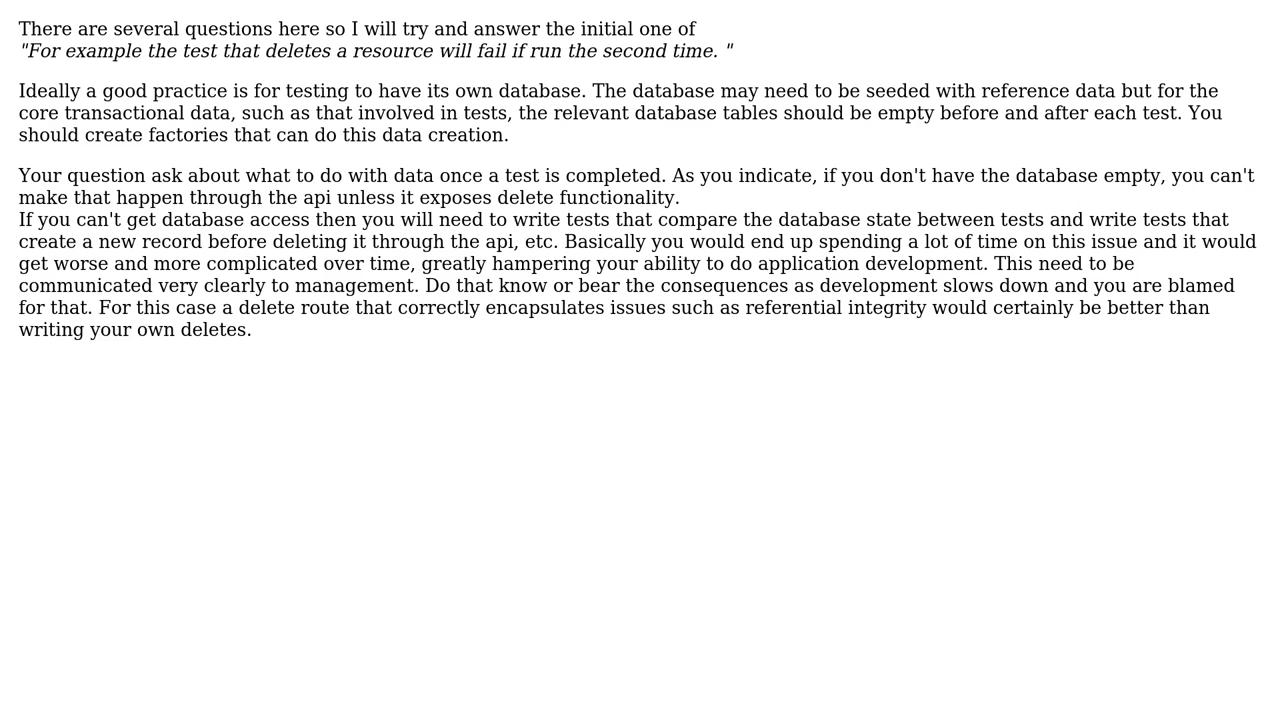 There are several questions here so I will try and answer the initial one of
"For example the test that deletes a resource will fail if run the second time. "
Ideally a good practice is for testing to have its own database. The database may need to be seeded with reference data but for the
core transactional data, such as that involved in tests, the relevant database tables should be empty before and after each test. You
should create factories that can do this data creation.
Your question ask about what to do with data once a test is completed. As you indicate, if you don't have the database empty, you can't
make that happen through the api unless it exposes delete functionality.
If you can't get database access then you will need to write tests that compare the database state between tests and write tests that
create a new record before deleting it through the api, etc. Basically you would end up spending a lot of time on this issue and it would
get worse and more complicated over time, greatly hampering your ability to do application development. This need to be
communicated very clearly to management. Do that know or bear the consequences as development slows down and you are blamed
for that. For this case a delete route that correctly encapsulates issues such as referential integrity would certainly be better than
writing your own deletes.